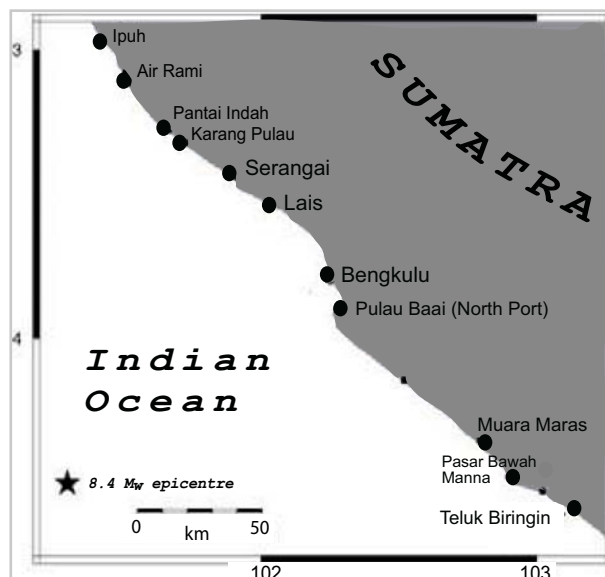 3
Ipuh
Air Rami
Pantai Indah
Karang Pulau
Serangai
Lais
SUMATRA
Bengkulu
Pulau Baai (North Port)
4
Indian
Ocean
Muara Maras
Pasar Bawah
Manna
Teluk Biringin
8.4 Mw epicentre
0 50
km
102 103